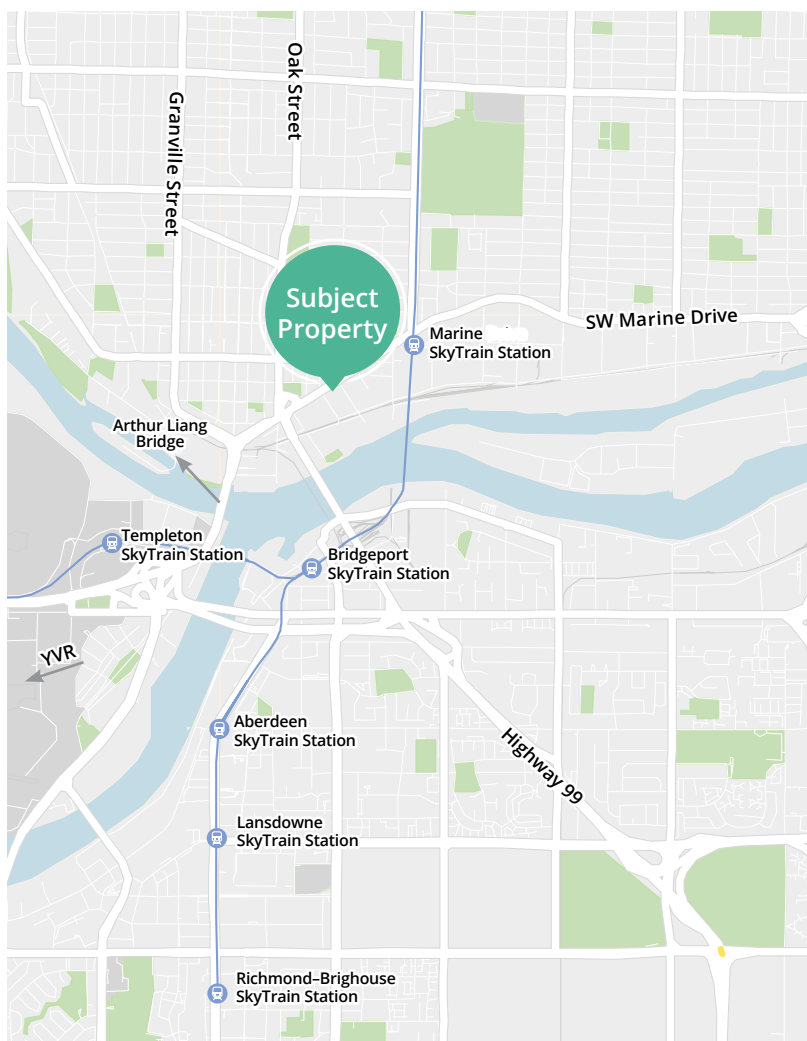 Oak Street
Granville Street
Subject
Property
SW Marine Drive
Marine
SkyTrain Station
Arthur Liang
Bridge
Templeton
SkyTrain Station
Bridgeport
SkyTrain Station
YVR
Aberdeen
SkyTrain Station
Highway 99
Lansdowne
SkyTrain Station
Richmond–Brighouse
SkyTrain Station